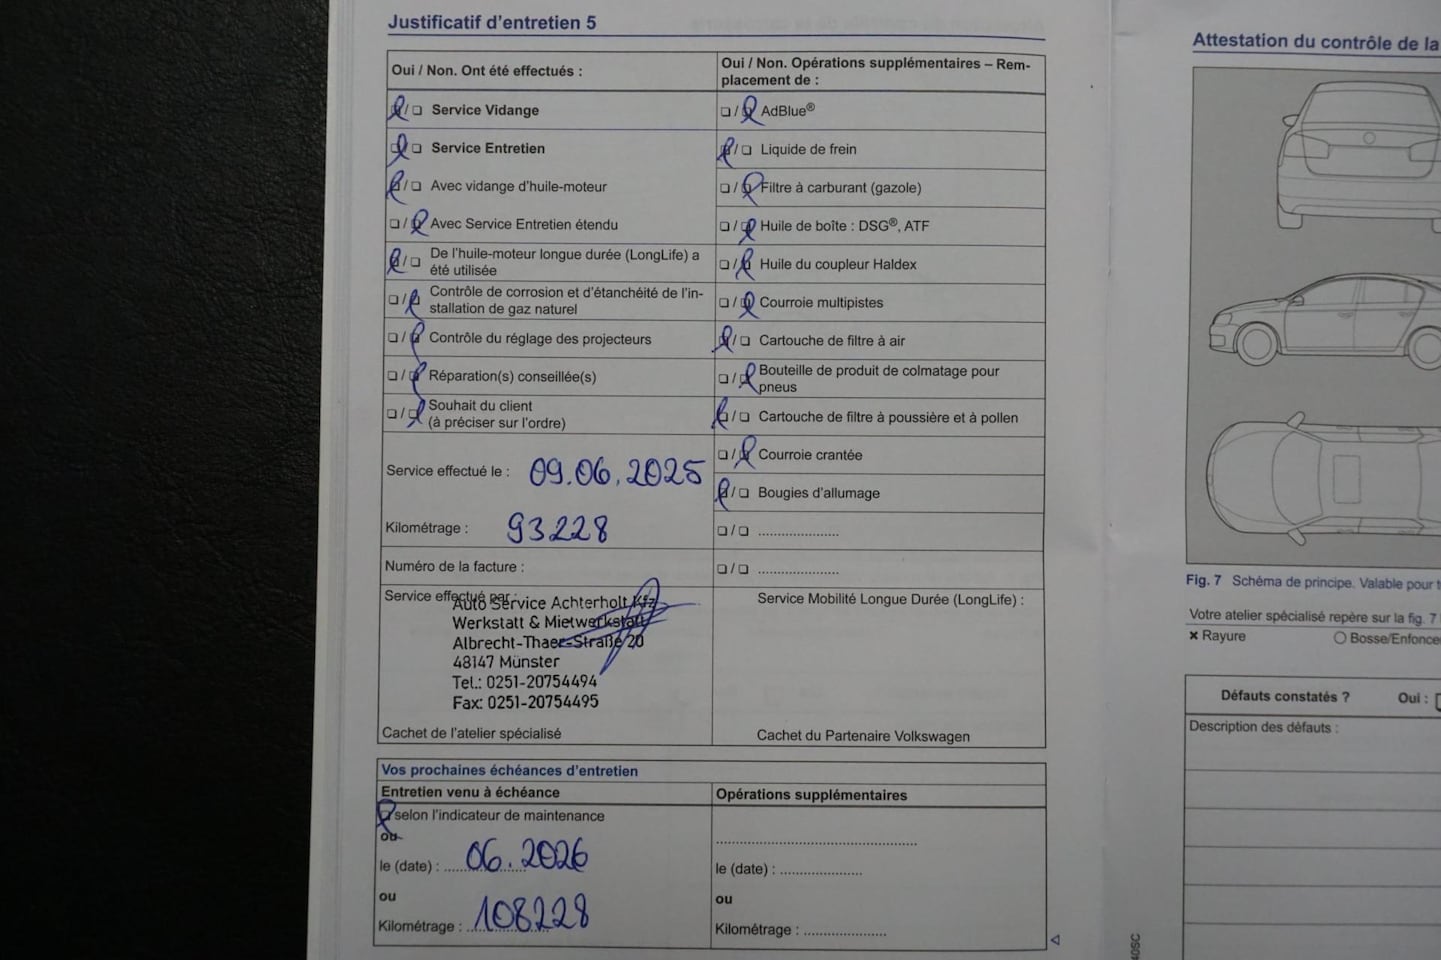 Justificatif d'entretien 5
Oui / Non. Ont été effectués :
❏/❏ Service Vidange
❏/❏ Service Entretien
❏/❏ Avec vidange d'huile-moteur
❏/❏ Avec Service Entretien étendu
❏/❏ De l'huile-moteur longue durée (LongLife) a
été utilisée
❏/❏ Contrôle de corrosion et d'étanchéité de l'in-
stallation de gaz naturel
❏/❏ Contrôle du réglage des projecteurs
❏/❏ Réparation(s) conseillée(s)
❏/❏ Souhait du client
(à préciser sur l'ordre)
Service effectué le : 09.06.2025
Kilométrage : 93228
Numéro de la facture :
Service effectué par :
Auto Service Achterholt Kfz
Werkstatt & Mietwerkstatt
Albrecht-Thaer-Straße 20
48147 Münster
Tel.: 0251-20754494
Fax: 0251-20754495
Cachet de l'atelier spécialisé
Oui / Non. Opérations supplémentaires – Rem-
placement de :
❏/❏ AdBlue®
❏/❏ Liquide de frein
❏/❏ Filtre à carburant (gazole)
❏/❏ Huile de boîte : DSG®, ATF
❏/❏ Huile du coupleur Haldex
❏/❏ Courroie multipistes
❏/❏ Cartouche de filtre à air
❏/❏ Bouteille de produit de colmatage pour
pneus
❏/❏ Cartouche de filtre à poussière et à pollen
❏/❏ Courroie crantée
❏/❏ Bougies d'allumage
❏/❏ ......................
❏/❏ ......................
Service Mobilité Longue Durée (LongLife) :
Cachet du Partenaire Volkswagen
Vos prochaines échéances d'entretien
Entretien venu à échéance
❏ selon l'indicateur de maintenance
ou
le (date) : 06.2026
ou
Kilométrage : 108228
Opérations supplémentaires
......................
le (date) : ......................
ou
Kilométrage : ......................
Attestation du contrôle de la
Fig. 7 Schéma de principe. Valable pour
Votre atelier spécialisé repère sur la fig. 7
✖ Rayure ○ Bosse/Enfonce
Défauts constatés ? Oui : ❏
Description des défauts :